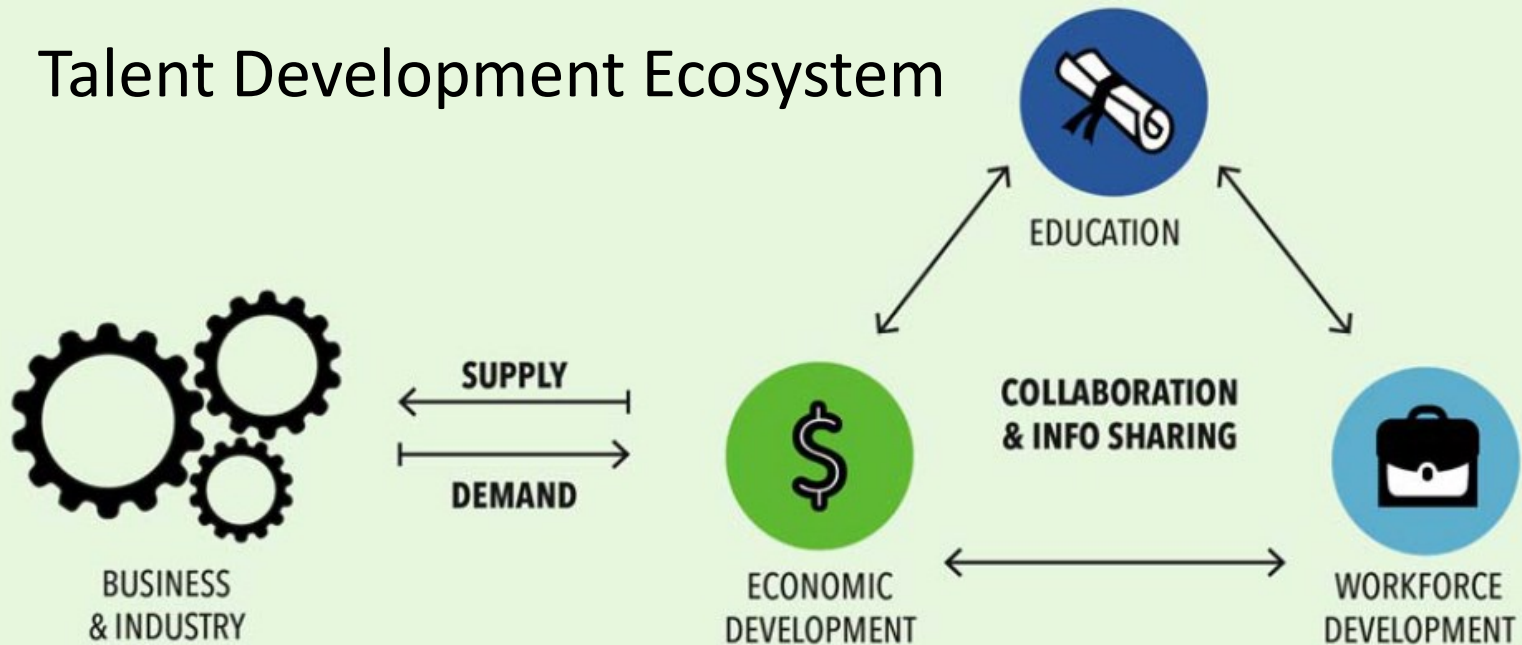 Talent Development Ecosystem
EDUCATION
SUPPLY
DEMAND
COLLABORATION
& INFO SHARING
BUSINESS
& INDUSTRY
ECONOMIC
DEVELOPMENT
WORKFORCE
DEVELOPMENT